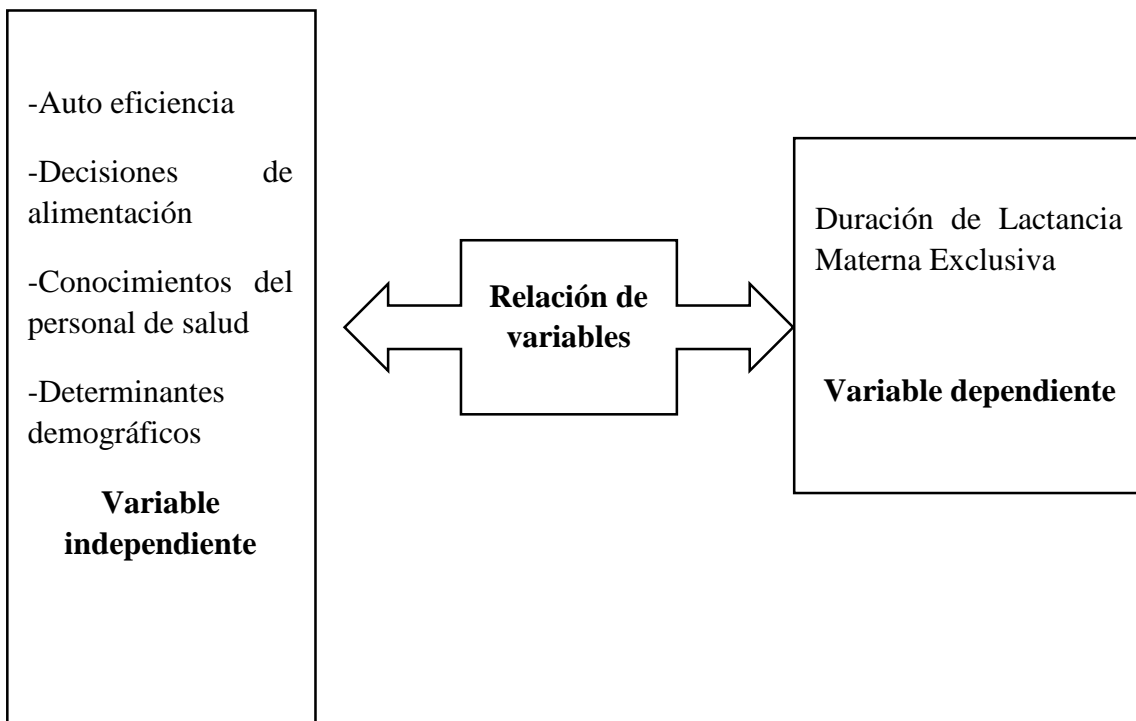 -Auto eficiencia
-Decisiones de
alimentación
-Conocimientos del
personal de salud
-Determinantes
demográficos
Variable
independiente
Relación de
variables
Duración de Lactancia
Materna Exclusiva
Variable dependiente